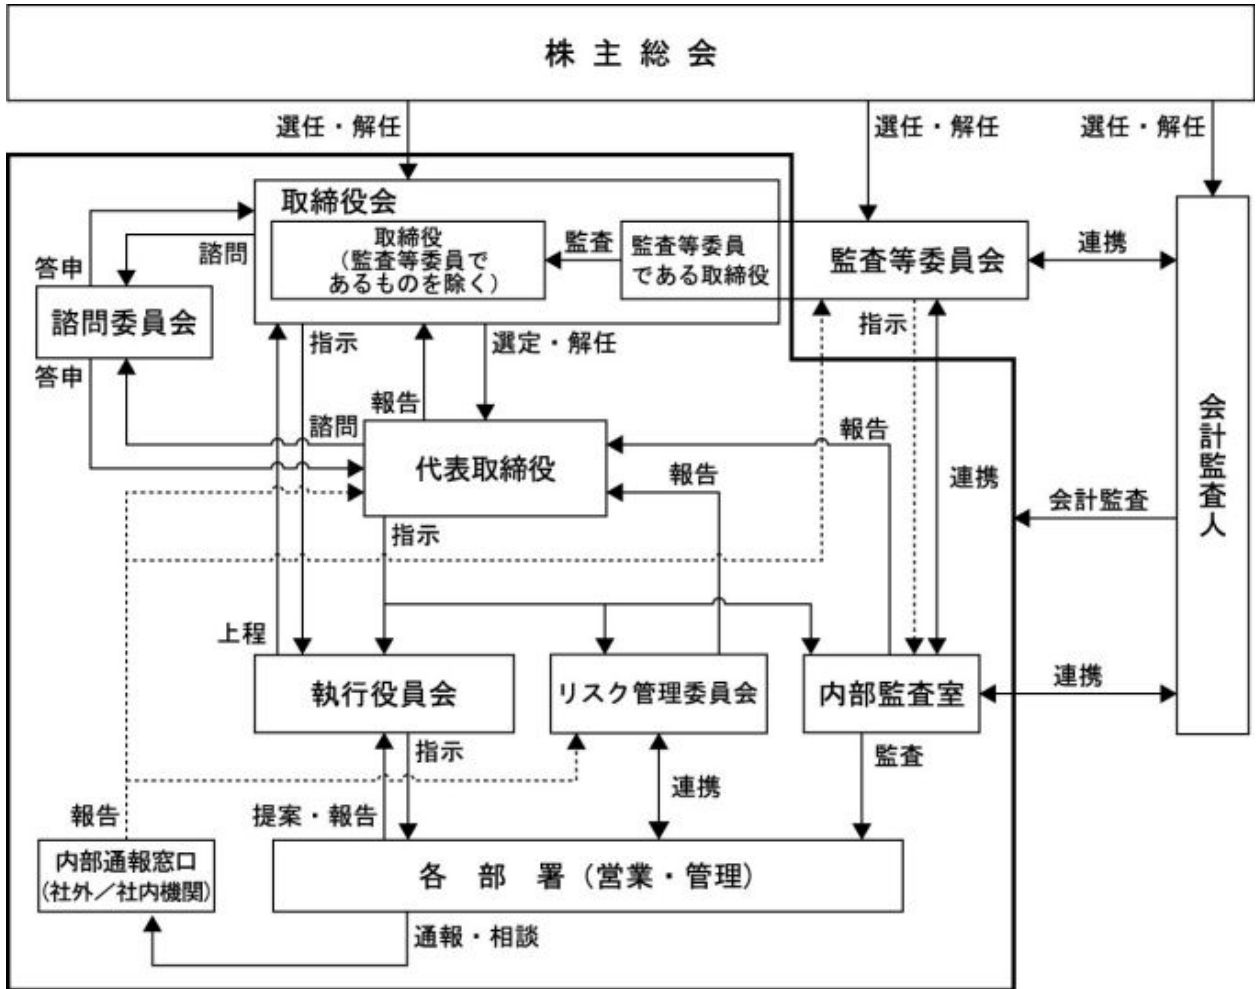 株主総会
選任・解任
選任・解任
選任・解任
取締役会
取締役
(監査等委員で
あるものを除く)
監査
監査等委員
である取締役
監査等委員会
連携
答申
諮問
諮問委員会
答申
指示
選定・解任
指示
報告
諮問
代表取締役
報告
報告
連携
会計監査人
会計監査
指示
上程
執行役員会
リスク管理委員会
内部監査室
連携
指示
監査
連携
報告
提案・報告
内部通報窓口
(社外/社内機関)
各部署(営業・管理)
通報・相談